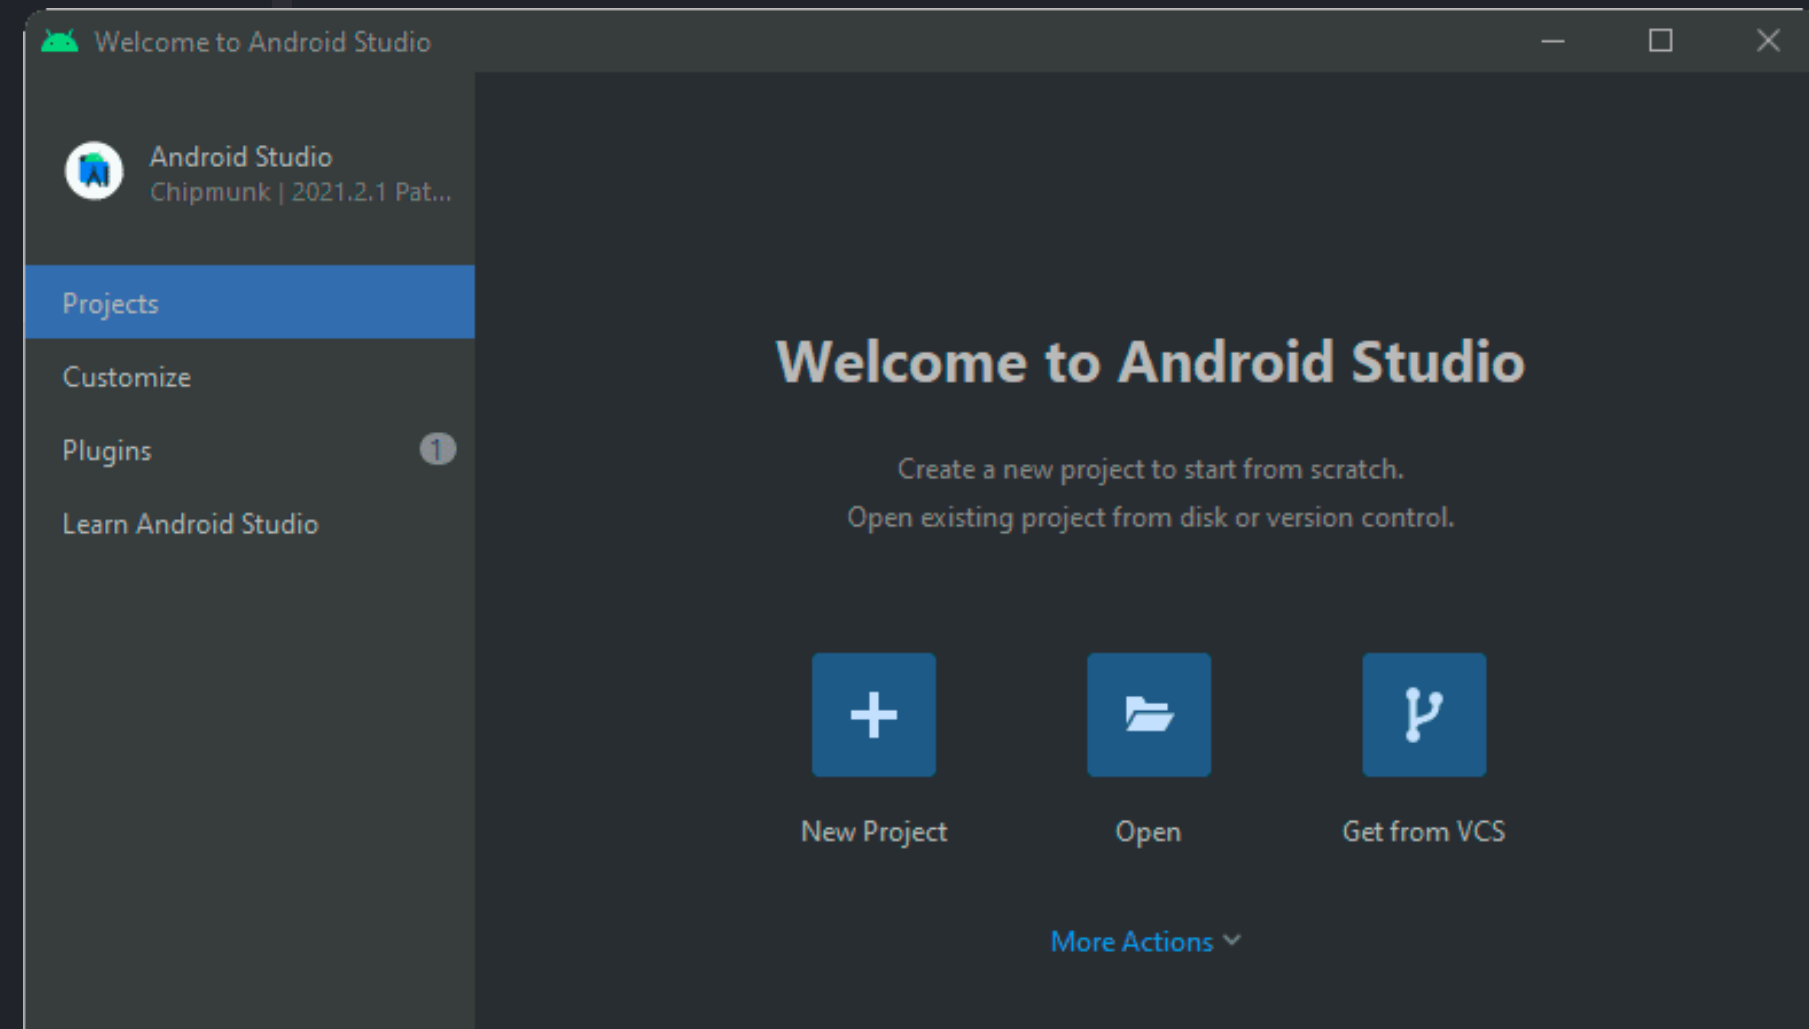 Welcome to Android Studio
Android Studio
Chipmunk | 2021.2.1 Pat...
Projects
Customize
Plugins 1
Learn Android Studio
Welcome to Android Studio
Create a new project to start from scratch.
Open existing project from disk or version control.
New Project
Open
Get from VCS
More Actions